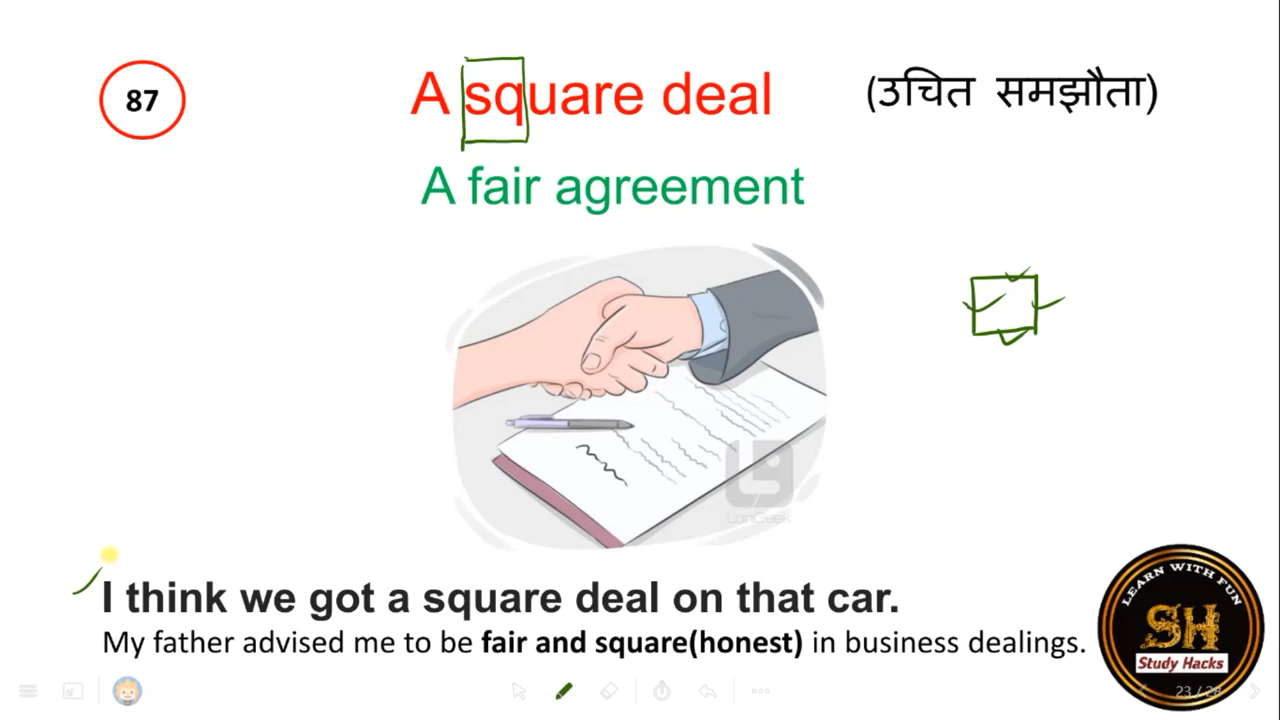 87
A square deal
(उचित समझौता)
A fair agreement
LanGeek
I think we got a square deal on that car.
My father advised me to be fair and square(honest) in business dealings.
LEARN WITH FUN
SH
Study Hacks